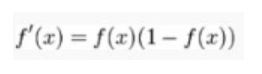 f′(x) = f(x)(1 – f(x))